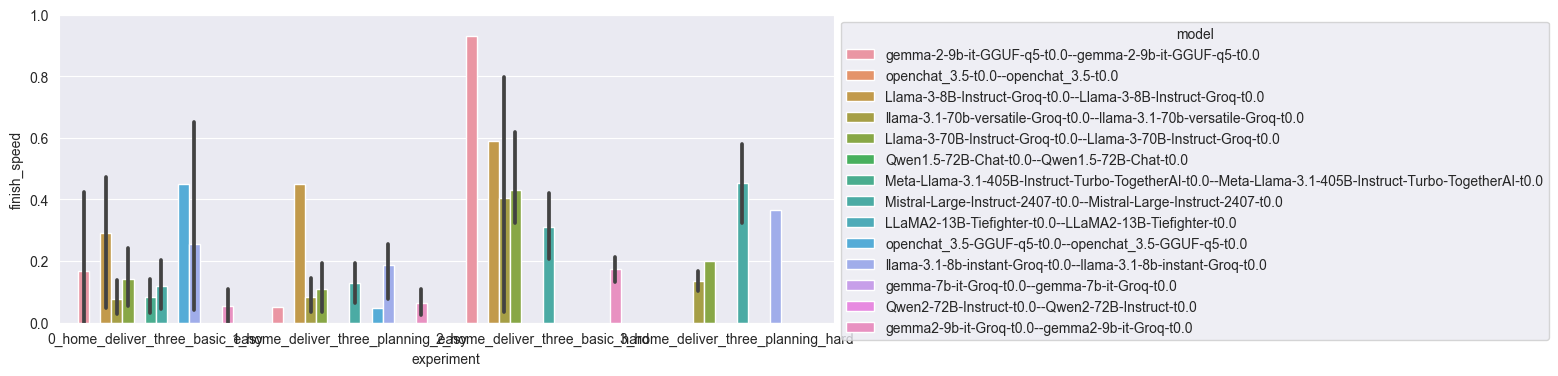 1.0
0.8
0.6
0.4
0.2
0.0
finish_speed
0_home_deliver_three_basic_easy
1_home_deliver_three_planning_easy
2_home_deliver_three_basic_hard
3_home_deliver_three_planning_hard
experiment
model
gemma-2-9b-it-GGUF-q5-t0.0--gemma-2-9b-it-GGUF-q5-t0.0
openchat_3.5-t0.0--openchat_3.5-t0.0
Llama-3-8B-Instruct-Groq-t0.0--Llama-3-8B-Instruct-Groq-t0.0
llama-3.1-70b-versatile-Groq-t0.0--llama-3.1-70b-versatile-Groq-t0.0
Llama-3-70B-Instruct-Groq-t0.0--Llama-3-70B-Instruct-Groq-t0.0
Qwen1.5-72B-Chat-t0.0--Qwen1.5-72B-Chat-t0.0
Meta-Llama-3.1-405B-Instruct-Turbo-TogetherAI-t0.0--Meta-Llama-3.1-405B-Instruct-Turbo-TogetherAI-t0.0
Mistral-Large-Instruct-2407-t0.0--Mistral-Large-Instruct-2407-t0.0
LLaMA2-13B-Tiefighter-t0.0--LLaMA2-13B-Tiefighter-t0.0
openchat_3.5-GGUF-q5-t0.0--openchat_3.5-GGUF-q5-t0.0
llama-3.1-8b-instant-Groq-t0.0--llama-3.1-8b-instant-Groq-t0.0
gemma-7b-it-Groq-t0.0--gemma-7b-it-Groq-t0.0
Qwen2-72B-Instruct-t0.0--Qwen2-72B-Instruct-t0.0
gemma2-9b-it-Groq-t0.0--gemma2-9b-it-Groq-t0.0